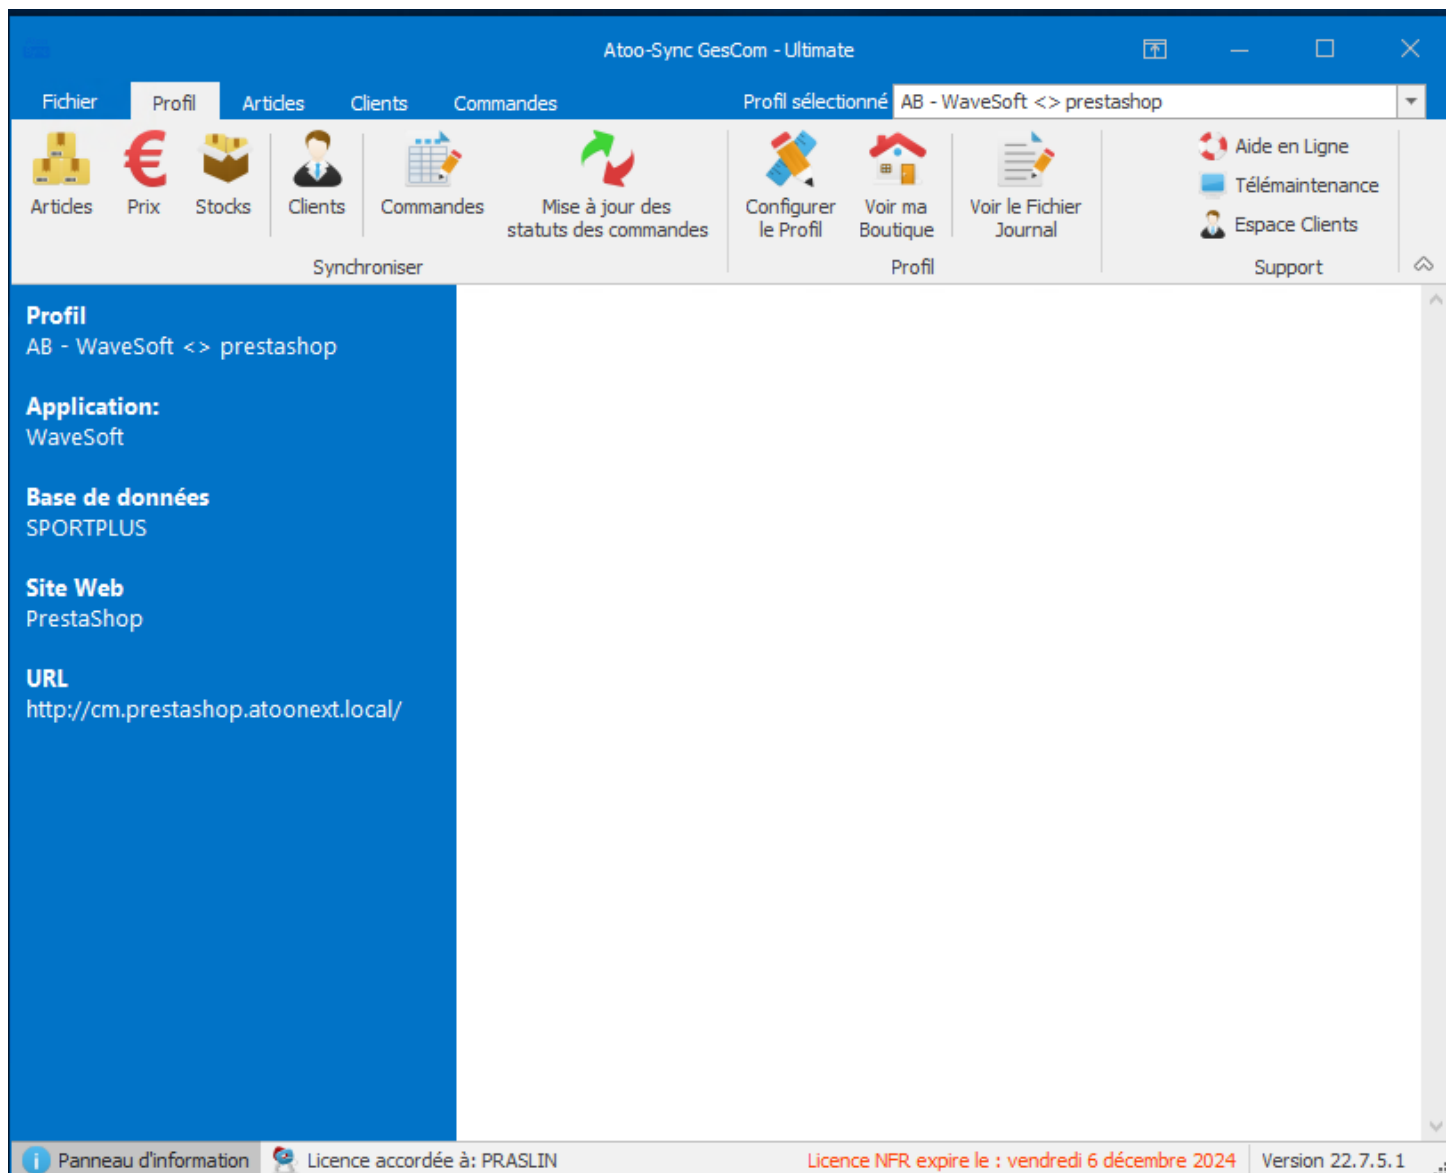 Atoo-Sync GesCom - Ultimate
Fichier Profil Articles Clients Commandes Profil sélectionné AB - WaveSoft <> prestashop
Articles Prix Stocks Clients Commandes Mise à jour des
statuts des commandes
Configurer
le Profil
Voir ma
Boutique
Voir le Fichier
Journal
Aide en Ligne
Télémaintenance
Espace Clients
Synchroniser Profil Support
Profil
AB - WaveSoft <> prestashop
Application:
WaveSoft
Base de données
SPORTPLUS
Site Web
PrestaShop
URL
http://cm.prestashop.atoonext.local/
Panneau d'information Licence accordée à: PRASLIN Licence NFR expire le : vendredi 6 décembre 2024 Version 22.7.5.1